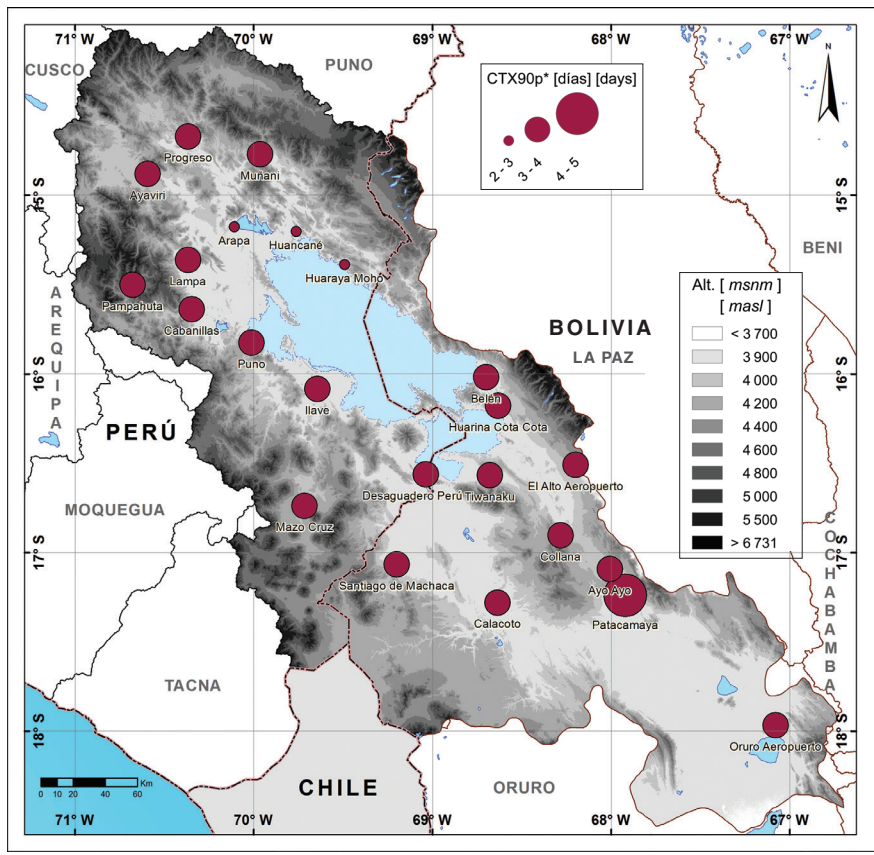 71° W 70° W 69° W 68° W 67° W
CUSCO
PUNO
N
CTX90p* [días] [days]
2 - 3
3 - 4
4 - 5
Progreso
Muñani
Ayaviri
15° S
15° S
Arapa
Huancané
BENI
Huaraya Moho
Lampa
Pampahuta
Cabanillas
AREQUIPA
Puno
BOLIVIA
LA PAZ
Alt. [ msnm ]
[ masl ]
< 3 700
3 900
4 000
4 200
4 400
4 600
4 800
5 000
5 500
> 6 731
16° S
16° S
Belén
Ilave
Huarina Cota Cota
PERÚ
El Alto Aeropuerto
Desaguadero Perú
Tiwanaku
MOQUEGUA
Mazo Cruz
COCHABAMBA
17° S
17° S
Collana
Santiago de Machaca
Ayo Ayo
Calacoto
Patacamaya
TACNA
18° S
18° S
Oruro Aeropuerto
CHILE
ORURO
Km
0 10 20 40 60
71° W 70° W 69° W 68° W 67° W